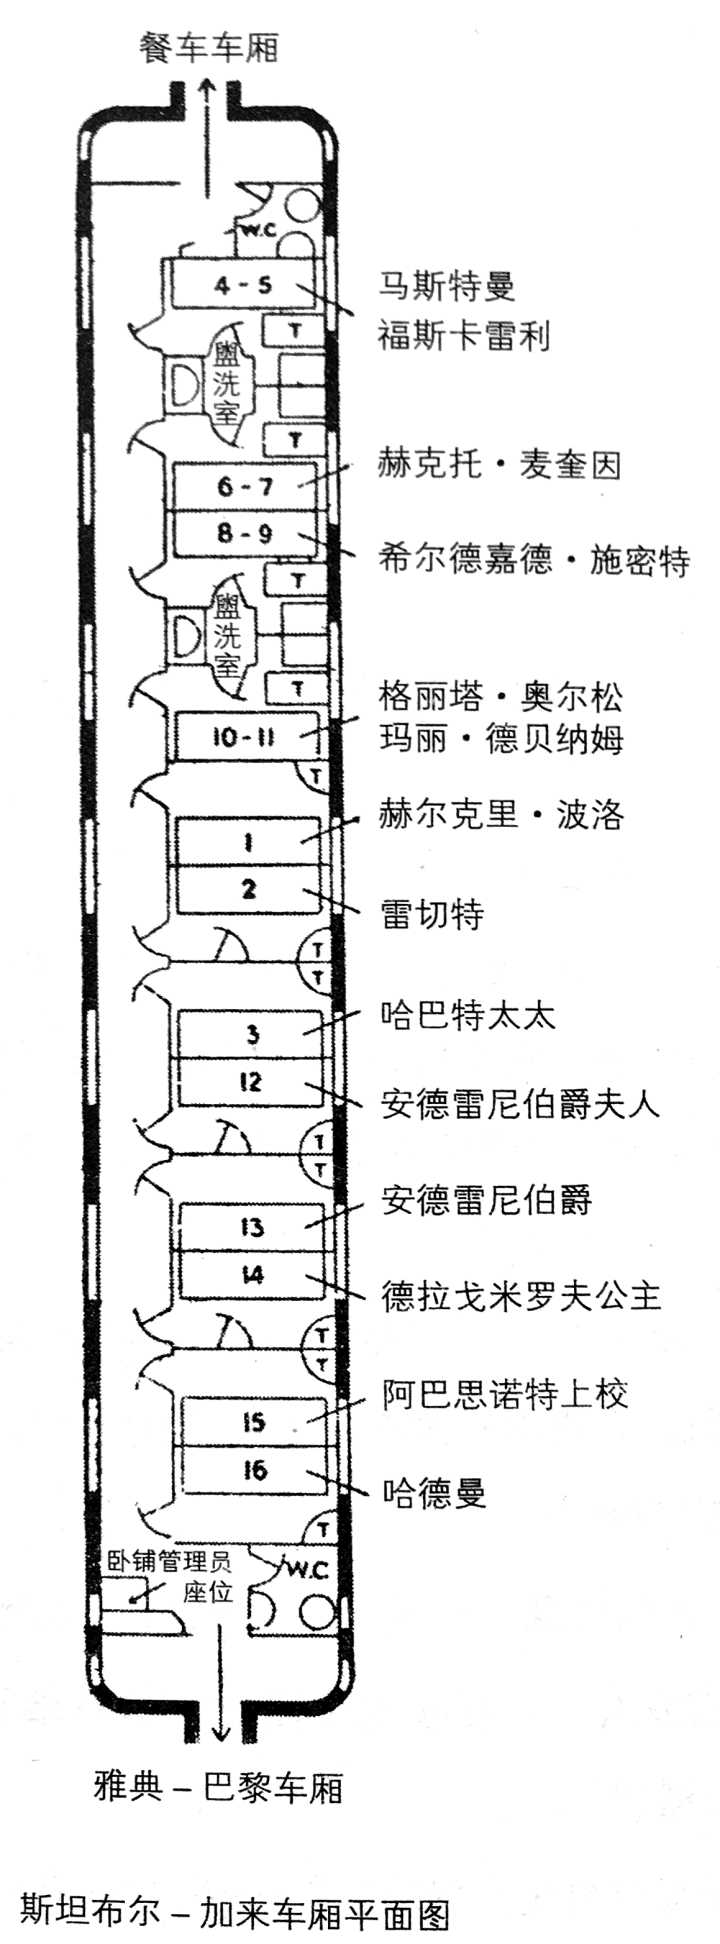 餐车车厢
W.C
4-5
马斯特曼
福斯卡雷利
T
盥洗室
T
6-7
赫克托·麦奎因
8-9
希尔德嘉德·施密特
T
盥洗室
T
格丽塔·奥尔松
10-11
玛丽·德贝纳姆
T
1
赫尔克里·波洛
2
雷切特
T
T
3
哈巴特太太
12
安德雷尼伯爵夫人
T
T
13
安德雷尼伯爵
14
德拉戈米罗夫公主
T
T
15
阿巴思诺特上校
16
哈德曼
T
卧铺管理员
座位
W.C
雅典－巴黎车厢
斯坦布尔－加来车厢平面图